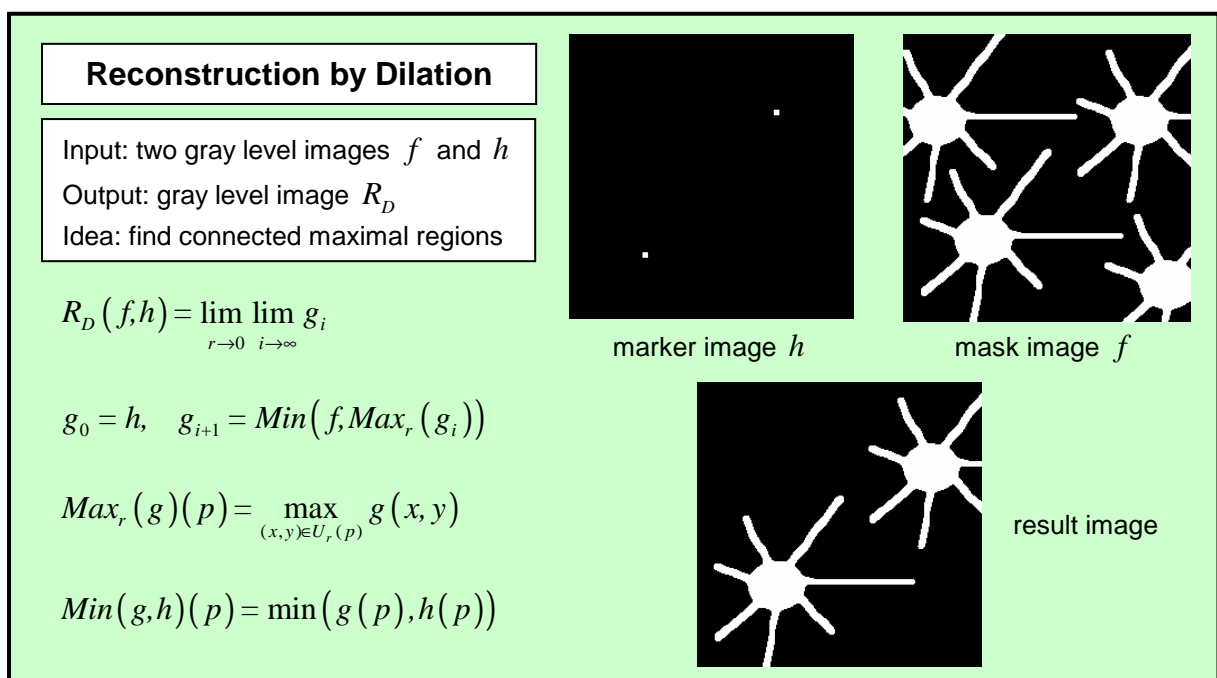 Reconstruction by Dilation
Input: two gray level images f and h
Output: gray level image R_D
Idea: find connected maximal regions
R_D(f,h) = lim_{r→0} lim_{i→∞} g_i
g_0 = h, g_{i+1} = Min(f,Max_r(g_i))
Max_r(g)(p) = max_{(x,y)∈U_r(p)} g(x,y)
Min(g,h)(p) = min(g(p),h(p))
marker image h
mask image f
result image